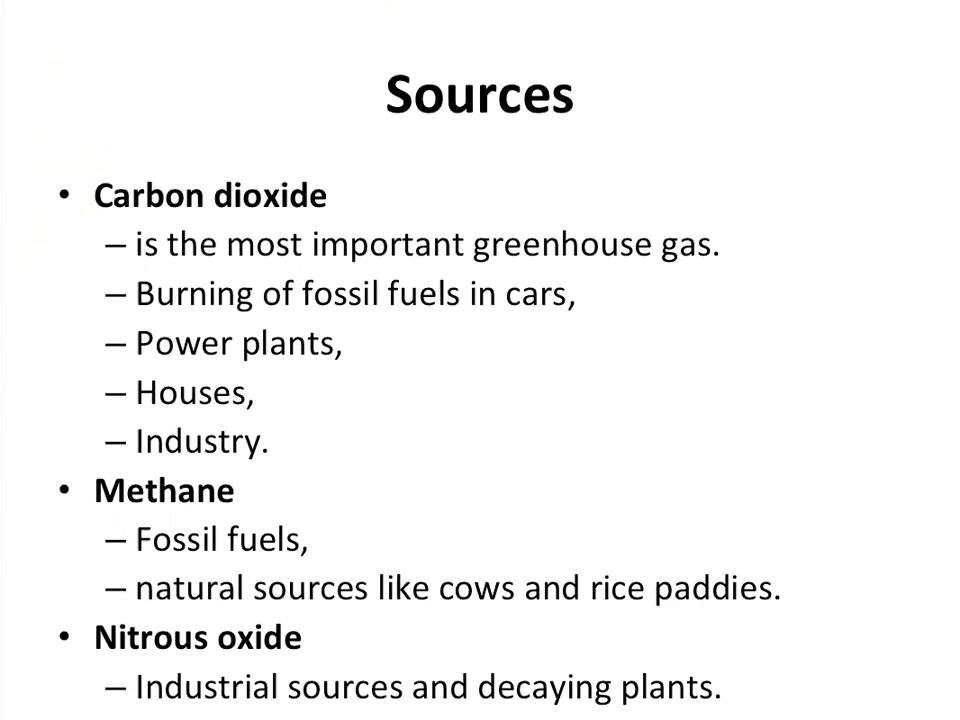 Sources
• Carbon dioxide
– is the most important greenhouse gas.
– Burning of fossil fuels in cars,
– Power plants,
– Houses,
– Industry.
• Methane
– Fossil fuels,
– natural sources like cows and rice paddies.
• Nitrous oxide
– Industrial sources and decaying plants.